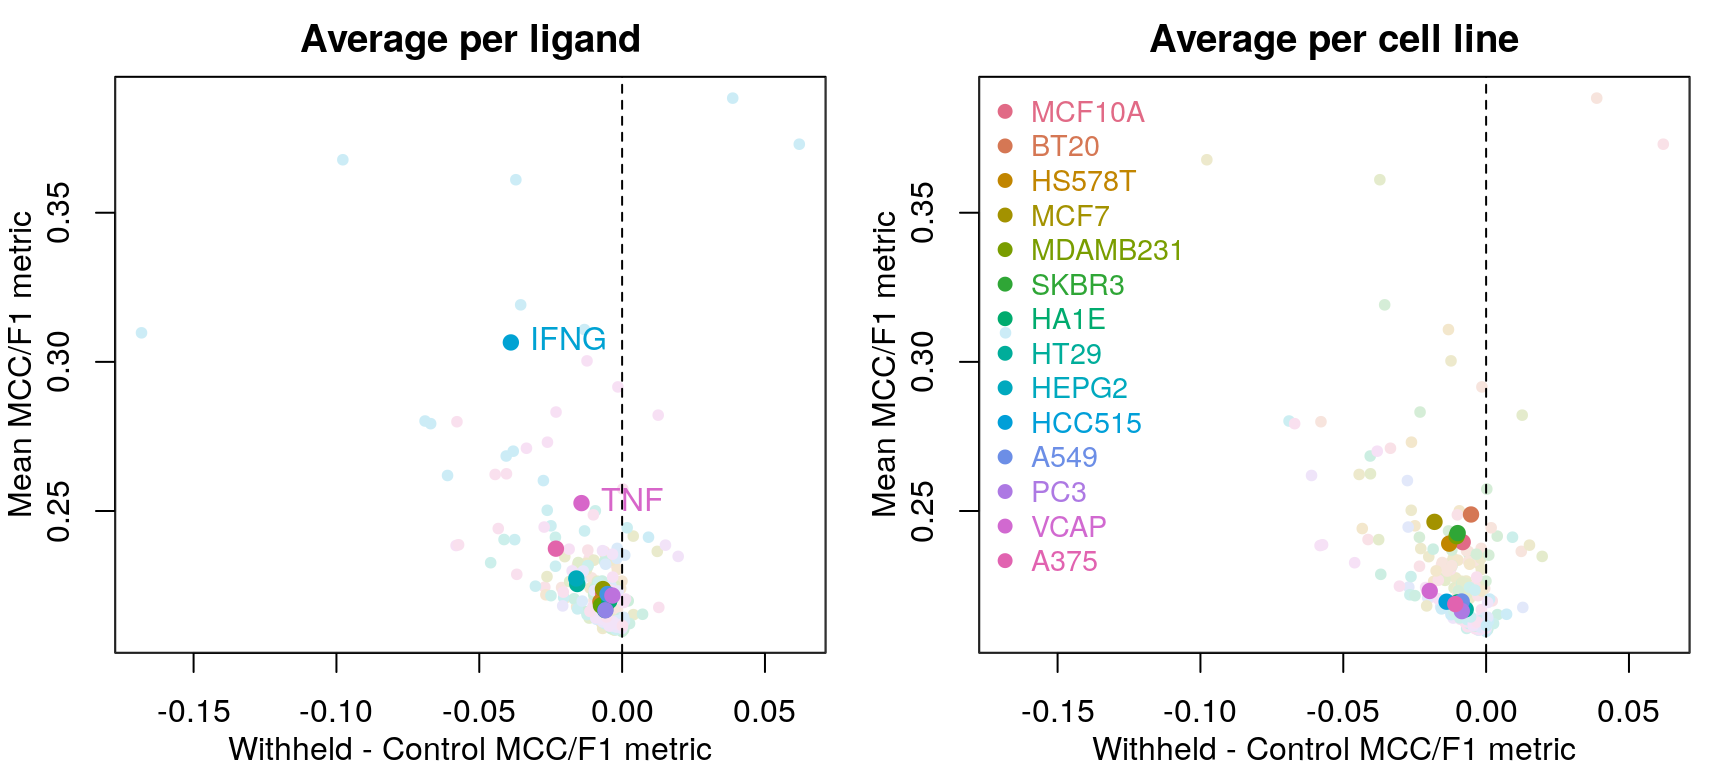 Average per ligand
Mean MCC/F1 metric
0.35
0.30
0.25
IFNG
TNF
-0.15 -0.10 -0.05 0.00 0.05
Withheld - Control MCC/F1 metric
Average per cell line
Mean MCC/F1 metric
0.35
0.30
0.25
MCF10A
BT20
HS578T
MCF7
MDAMB231
SKBR3
HA1E
HT29
HEPG2
HCC515
A549
PC3
VCAP
A375
-0.15 -0.10 -0.05 0.00 0.05
Withheld - Control MCC/F1 metric